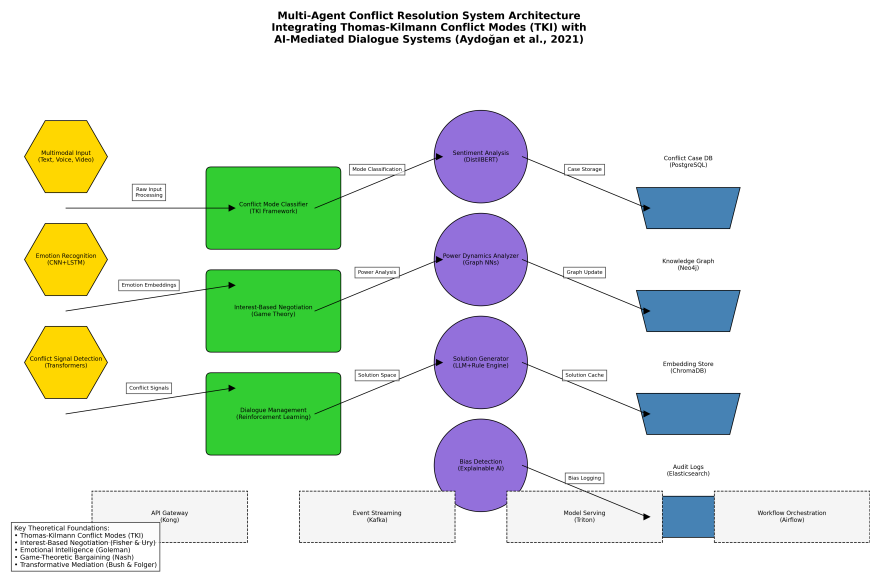 Multi-Agent Conflict Resolution System Architecture
Integrating Thomas-Kilmann Conflict Modes (TKI) with
AI-Mediated Dialogue Systems (Aydoğan et al., 2021)
Multimodal Input
(Text, Voice, Video)
Raw Input
Processing
Conflict Mode Classifier
(TKI Framework)
Mode Classification
Sentiment Analysis
(DistilBERT)
Case Storage
Conflict Case DB
(PostgreSQL)
Emotion Recognition
(CNN+LSTM)
Emotion Embeddings
Interest-Based Negotiation
(Game Theory)
Power Analysis
Power Dynamics Analyzer
(Graph NNs)
Graph Update
Knowledge Graph
(Neo4j)
Conflict Signal Detection
(Transformers)
Conflict Signals
Dialogue Management
(Reinforcement Learning)
Solution Space
Solution Generator
(LLM+Rule Engine)
Solution Cache
Embedding Store
(ChromaDB)
Bias Detection
(Explainable AI)
Bias Logging
Audit Logs
(Elasticsearch)
API Gateway
(Kong)
Event Streaming
(Kafka)
Model Serving
(Triton)
Workflow Orchestration
(Airflow)
Key Theoretical Foundations:
• Thomas-Kilmann Conflict Modes (TKI)
• Interest-Based Negotiation (Fisher & Ury)
• Emotional Intelligence (Goleman)
• Game-Theoretic Bargaining (Nash)
• Transformative Mediation (Bush & Folger)